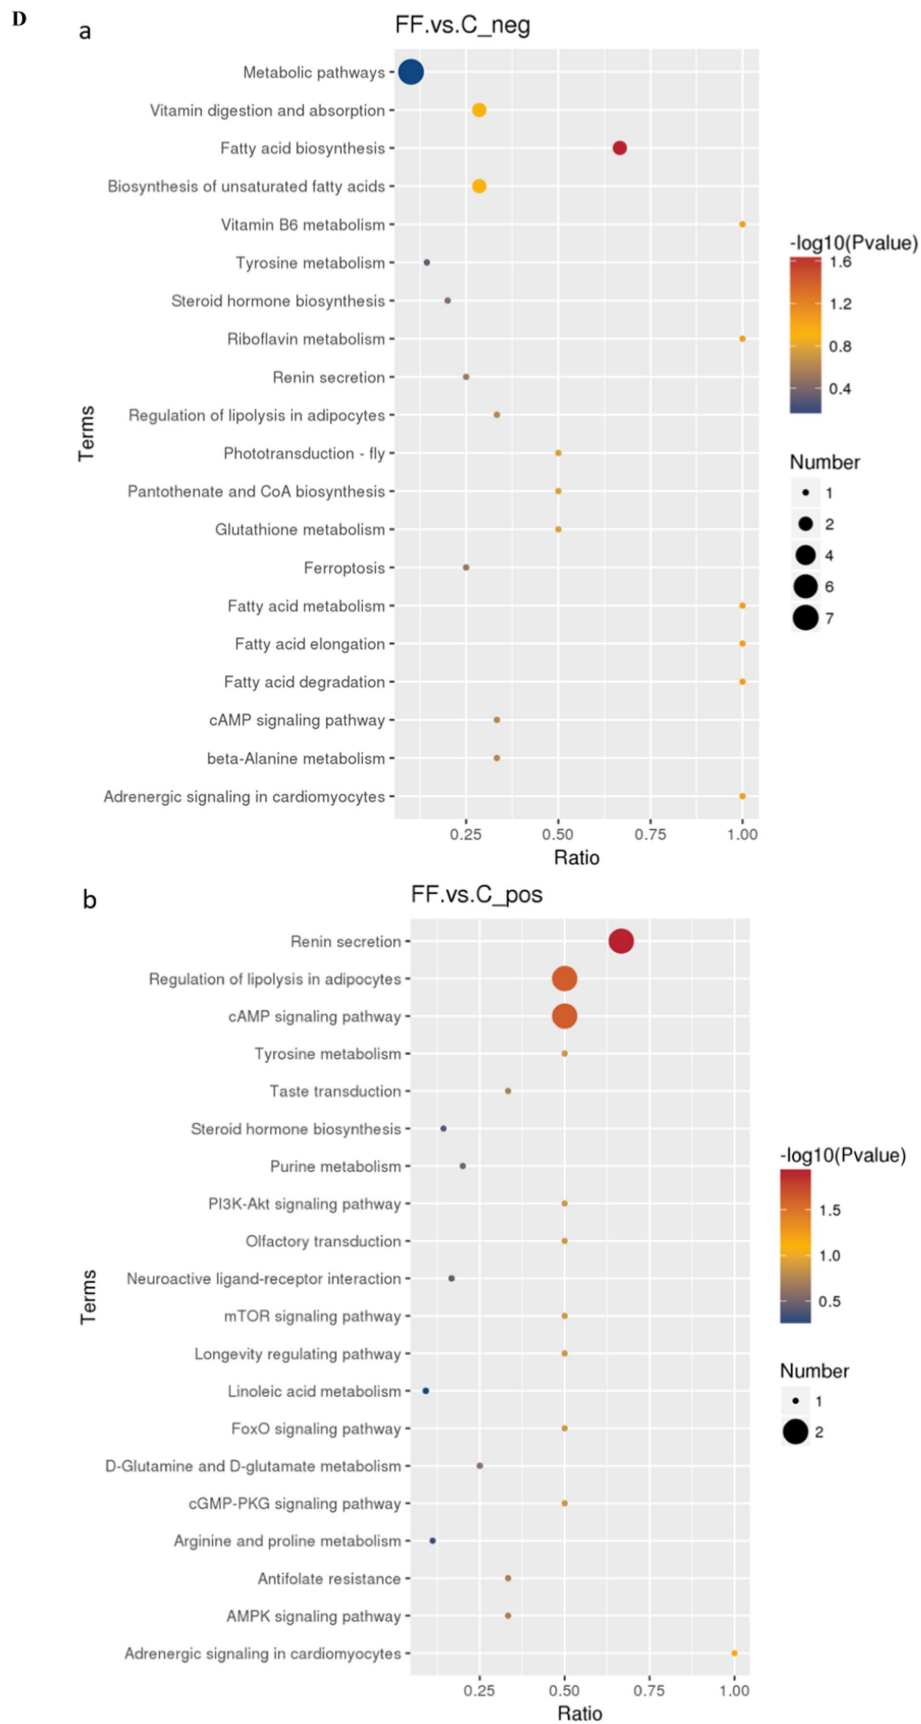 D
a
FF.vs.C_neg
Metabolic pathways
Vitamin digestion and absorption
Fatty acid biosynthesis
Biosynthesis of unsaturated fatty acids
Vitamin B6 metabolism
Tyrosine metabolism
Steroid hormone biosynthesis
Riboflavin metabolism
Renin secretion
Regulation of lipolysis in adipocytes
Phototransduction - fly
Pantothenate and CoA biosynthesis
Glutathione metabolism
Ferroptosis
Fatty acid metabolism
Fatty acid elongation
Fatty acid degradation
cAMP signaling pathway
beta-Alanine metabolism
Adrenergic signaling in cardiomyocytes
Terms
0.25 0.50 0.75 1.00
Ratio
-log10(Pvalue)
1.6
1.2
0.8
0.4
Number
1
2
4
6
7
b
FF.vs.C_pos
Renin secretion
Regulation of lipolysis in adipocytes
cAMP signaling pathway
Tyrosine metabolism
Taste transduction
Steroid hormone biosynthesis
Purine metabolism
PI3K-Akt signaling pathway
Olfactory transduction
Neuroactive ligand-receptor interaction
mTOR signaling pathway
Longevity regulating pathway
Linoleic acid metabolism
FoxO signaling pathway
D-Glutamine and D-glutamate metabolism
cGMP-PKG signaling pathway
Arginine and proline metabolism
Antifolate resistance
AMPK signaling pathway
Adrenergic signaling in cardiomyocytes
Terms
0.25 0.50 0.75 1.00
Ratio
-log10(Pvalue)
1.5
1.0
0.5
Number
1
2